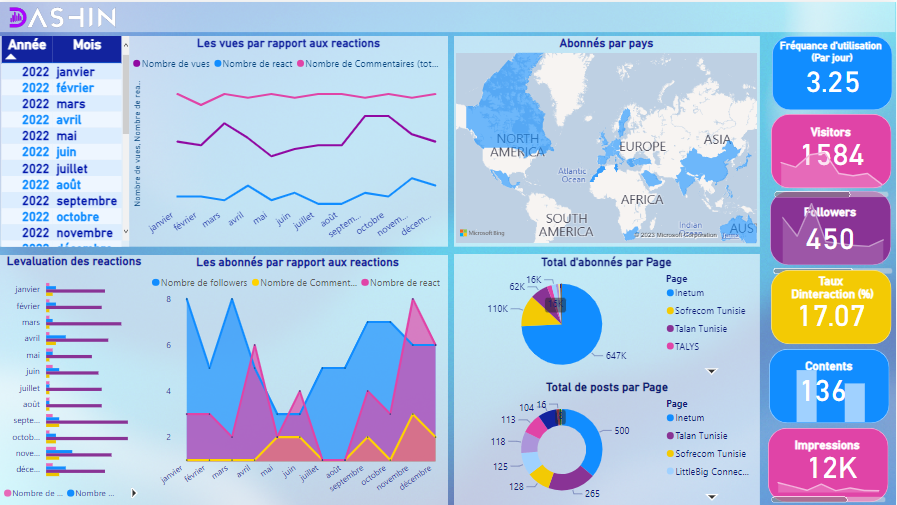 DASHIN
Année Mois
2022 janvier
2022 février
2022 mars
2022 avril
2022 mai
2022 juin
2022 juillet
2022 août
2022 septembre
2022 octobre
2022 novembre
2022 décembre
Les vues par rapport aux reactions
Nombre de vues Nombre de react Nombre de Commentaires (tot...
Nombre de vues, Nombre de rea...
janvier
février
mars
avril
mai
juin
juillet
août
septem...
octobre
novem...
décem...
Abonnés par pays
NORTH AMERICA
EUROPE
ASIA
Atlantic Ocean
AFRICA
SOUTH AMERICA
Indian
AUS
Microsoft Bing
© 2023 Microsoft Corporation Terms
Fréquance d'utilisation
(Par jour)
3.25
Visitors
1584
Followers
450
Taux
Dinteraction (%)
17.07
Contents
136
Impressions
12K
Levaluation des reactions
janvier
février
mars
avril
mai
juin
juillet
août
septe...
octob...
nove...
déce...
Nombre de ... Nombre ...
Les abonnés par rapport aux reactions
Nombre de followers Nombre de Comment... Nombre de react
8
6
4
2
janvier
février
mars
avril
mai
juin
juillet
août
septembre
octobre
novembre
décembre
Total d'abonnés par Page
16K
62K
110K
647K
Page
Inetum
Sofrecom Tunisie
Talan Tunisie
TALYS
Total de posts par Page
104
16
113
118
125
128
265
500
Page
Inetum
Talan Tunisie
Sofrecom Tunisie
LittleBig Connec...